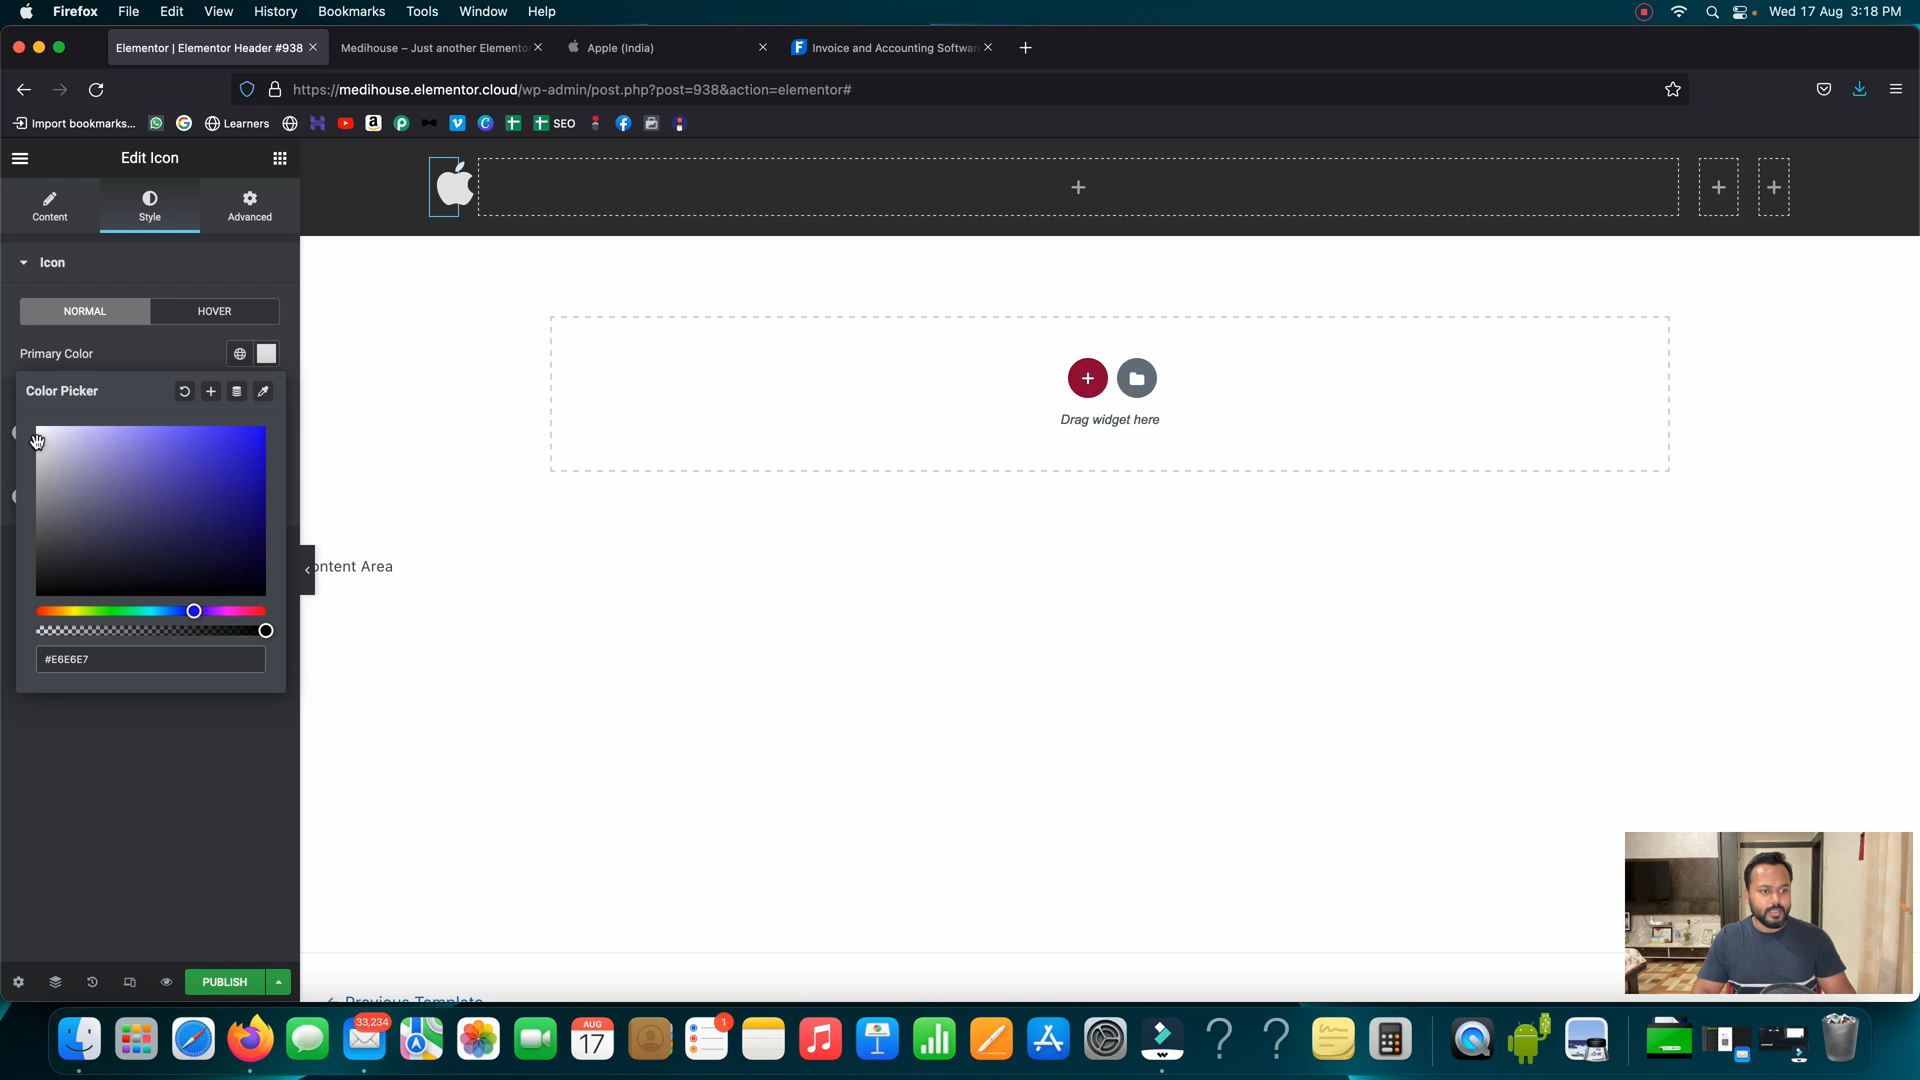 Firefox File Edit View History Bookmarks Tools Window Help Wed 17 Aug 3:18 PM
Elementor | Elementor Header #938 Medihouse – Just another Elemento Apple (India) Invoice and Accounting Softwar
https://medihouse.elementor.cloud/wp-admin/post.php?post=938&action=elementor#
Import bookmarks... Learners SEO
Edit Icon
Content Style Advanced
Icon
NORMAL HOVER
Primary Color
Color Picker
#E6E6E7
Drag widget here
ontent Area
PUBLISH
← Previous Template
33,234
AUG
17
1